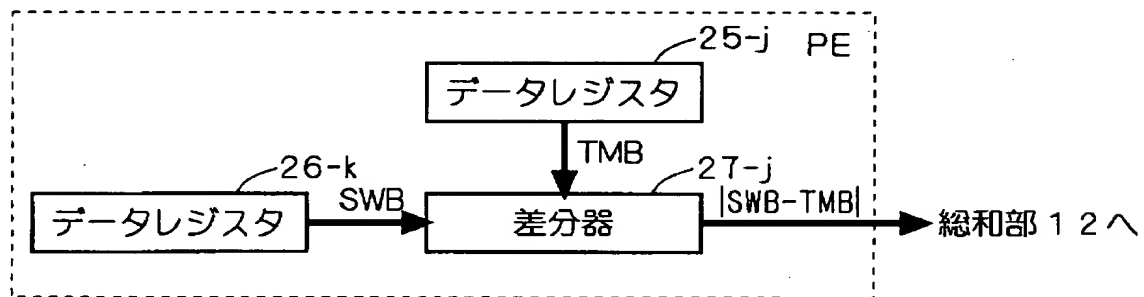 25-j PE
データレジスタ
TMB
26-k
27-j
SWB
|SWB-TMB|
データレジスタ
差分器
総和部12へ